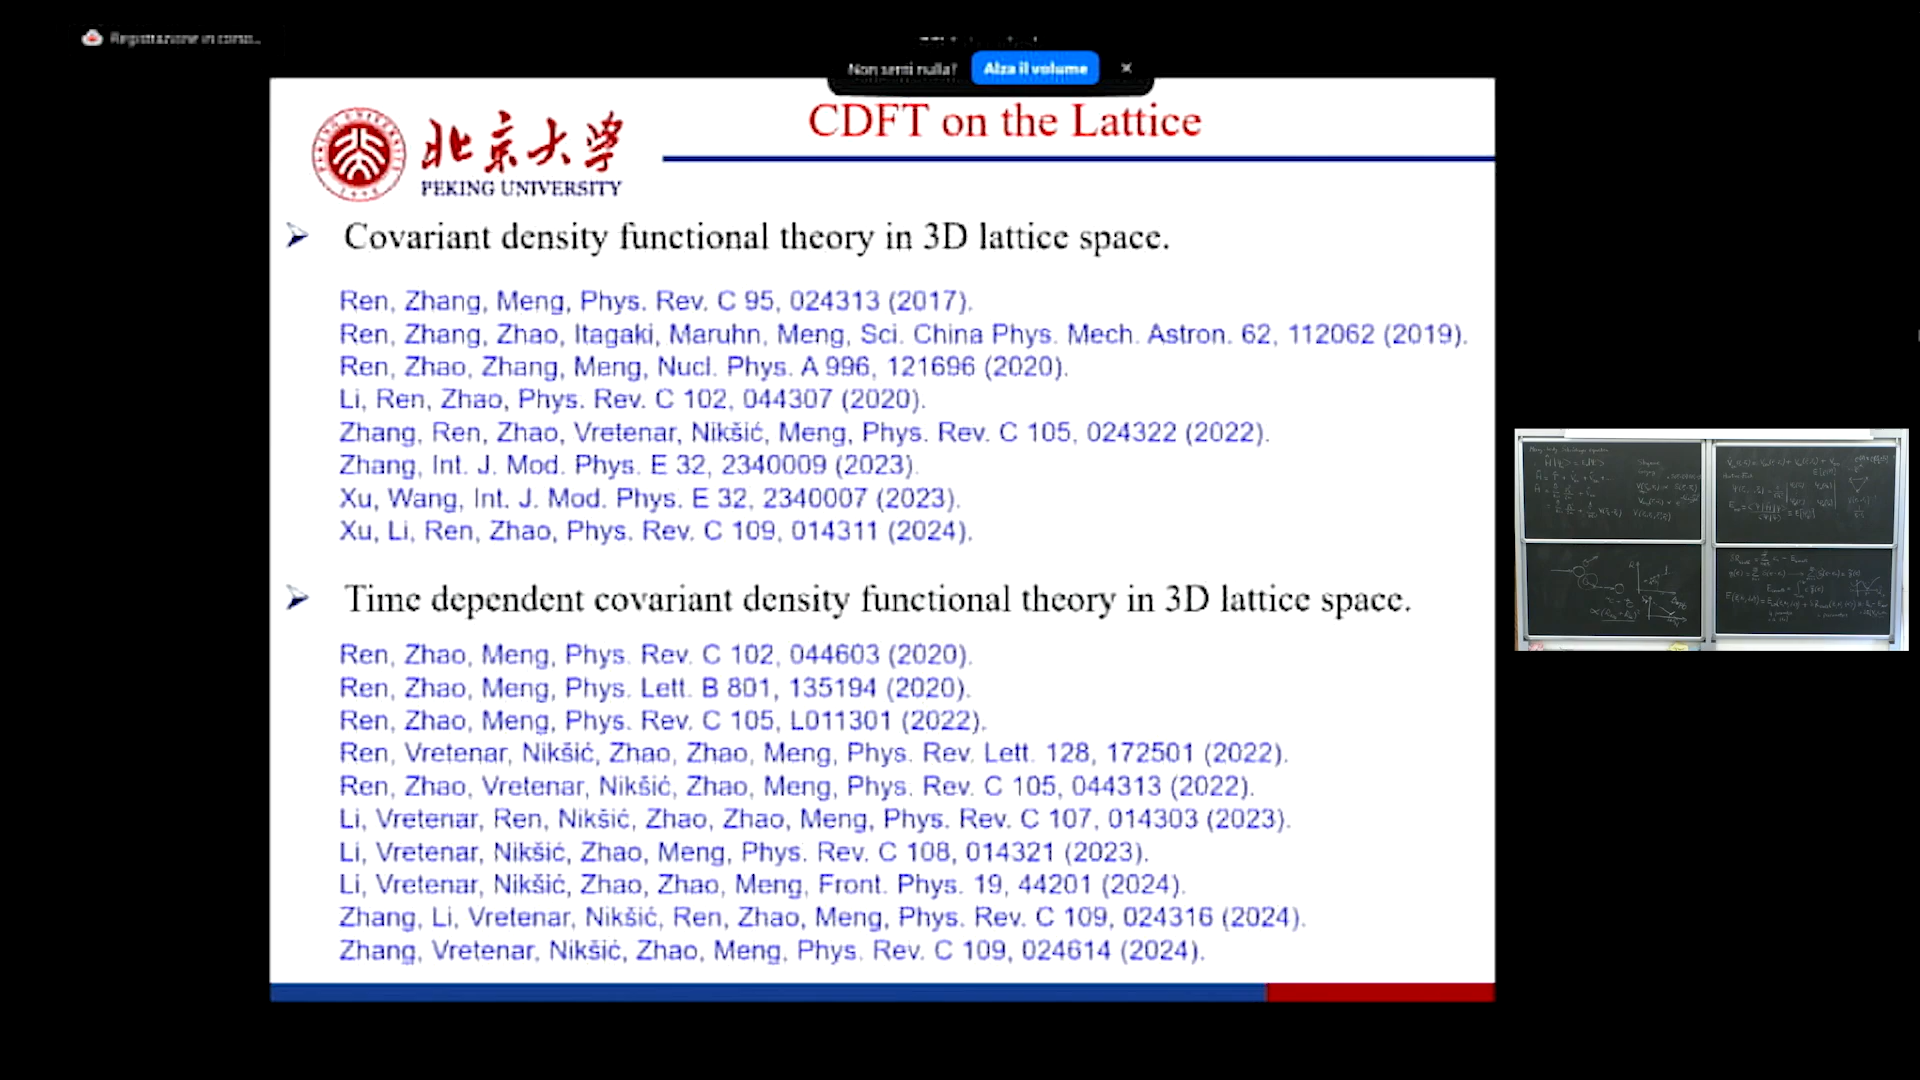 Registrazione in corso...
Non senti nulla?
Alza il volume
北京大学
PEKING UNIVERSITY
CDFT on the Lattice
Covariant density functional theory in 3D lattice space.
Ren, Zhang, Meng, Phys. Rev. C 95, 024313 (2017).
Ren, Zhang, Zhao, Itagaki, Maruhn, Meng, Sci. China Phys. Mech. Astron. 62, 112062 (2019).
Ren, Zhao, Zhang, Meng, Nucl. Phys. A 996, 121696 (2020).
Li, Ren, Zhao, Phys. Rev. C 102, 044307 (2020).
Zhang, Ren, Zhao, Vretenar, Nikšić, Meng, Phys. Rev. C 105, 024322 (2022).
Zhang, Int. J. Mod. Phys. E 32, 2340009 (2023).
Xu, Wang, Int. J. Mod. Phys. E 32, 2340007 (2023).
Xu, Li, Ren, Zhao, Phys. Rev. C 109, 014311 (2024).
Time dependent covariant density functional theory in 3D lattice space.
Ren, Zhao, Meng, Phys. Rev. C 102, 044603 (2020).
Ren, Zhao, Meng, Phys. Lett. B 801, 135194 (2020).
Ren, Zhao, Meng, Phys. Rev. C 105, L011301 (2022).
Ren, Vretenar, Nikšić, Zhao, Zhao, Meng, Phys. Rev. Lett. 128, 172501 (2022).
Ren, Zhao, Vretenar, Nikšić, Zhao, Meng, Phys. Rev. C 105, 044313 (2022).
Li, Vretenar, Ren, Nikšić, Zhao, Zhao, Meng, Phys. Rev. C 107, 014303 (2023).
Li, Vretenar, Nikšić, Zhao, Meng, Phys. Rev. C 108, 014321 (2023).
Li, Vretenar, Nikšić, Zhao, Zhao, Meng, Front. Phys. 19, 44201 (2024).
Zhang, Li, Vretenar, Nikšić, Ren, Zhao, Meng, Phys. Rev. C 109, 024316 (2024).
Zhang, Vretenar, Nikšić, Zhao, Meng, Phys. Rev. C 109, 024614 (2024).